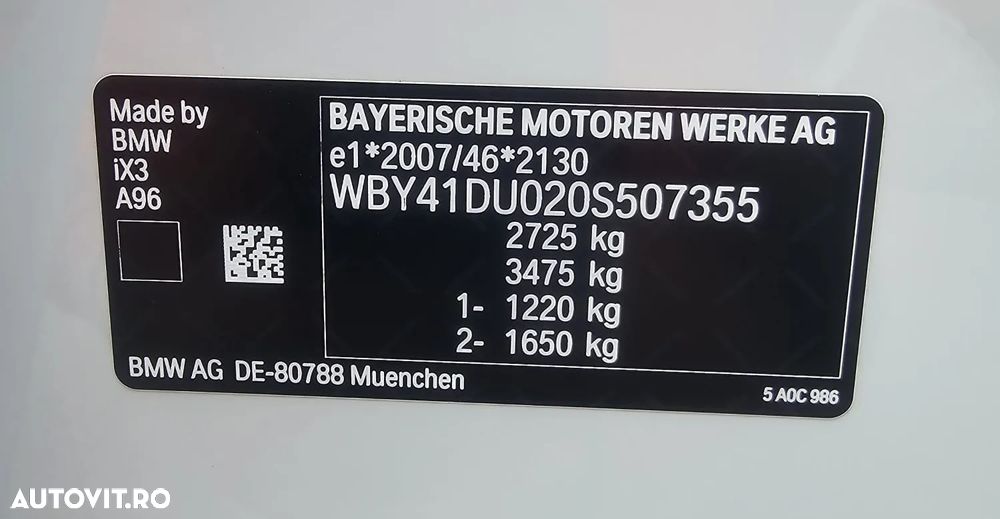 Made by
BMW
iX3
A96
BAYERISCHE MOTOREN WERKE AG
e1*2007/46*2130
WBY41DU020S507355
2725 kg
3475 kg
1- 1220 kg
2- 1650 kg
BMW AG DE-80788 Muenchen
5 A0C 986
AUTOVIT.RO